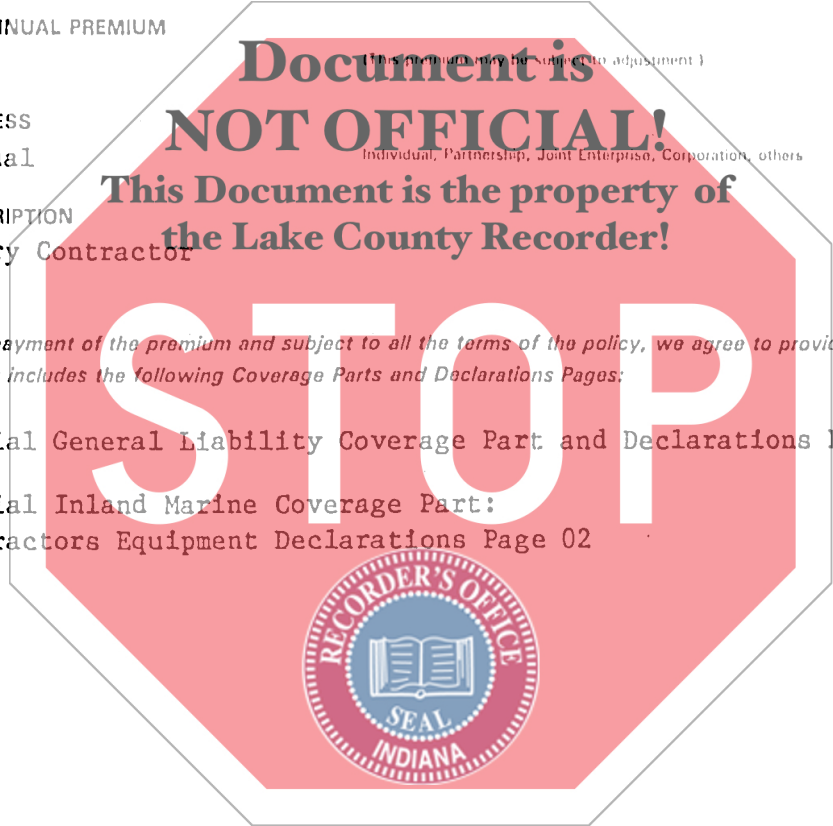 NNUAL PREMIUM
Document is
(This premium may be subject to adjustment)
ESS
NOT OFFICIAL!
al
Individual, Partnership, Joint Enterprise, Corporation, others
This Document is the property of
RIPTION
the Lake County Recorder!
y Contractor
ayment of the premium and subject to all the terms of the policy, we agree to provid
includes the following Coverage Parts and Declarations Pages:
STOP
ial General Liability Coverage Part and Declarations
ial Inland Marine Coverage Part:
ractors Equipment Declarations Page 02
RECORDER'S OFFICE
SEAL
INDIANA